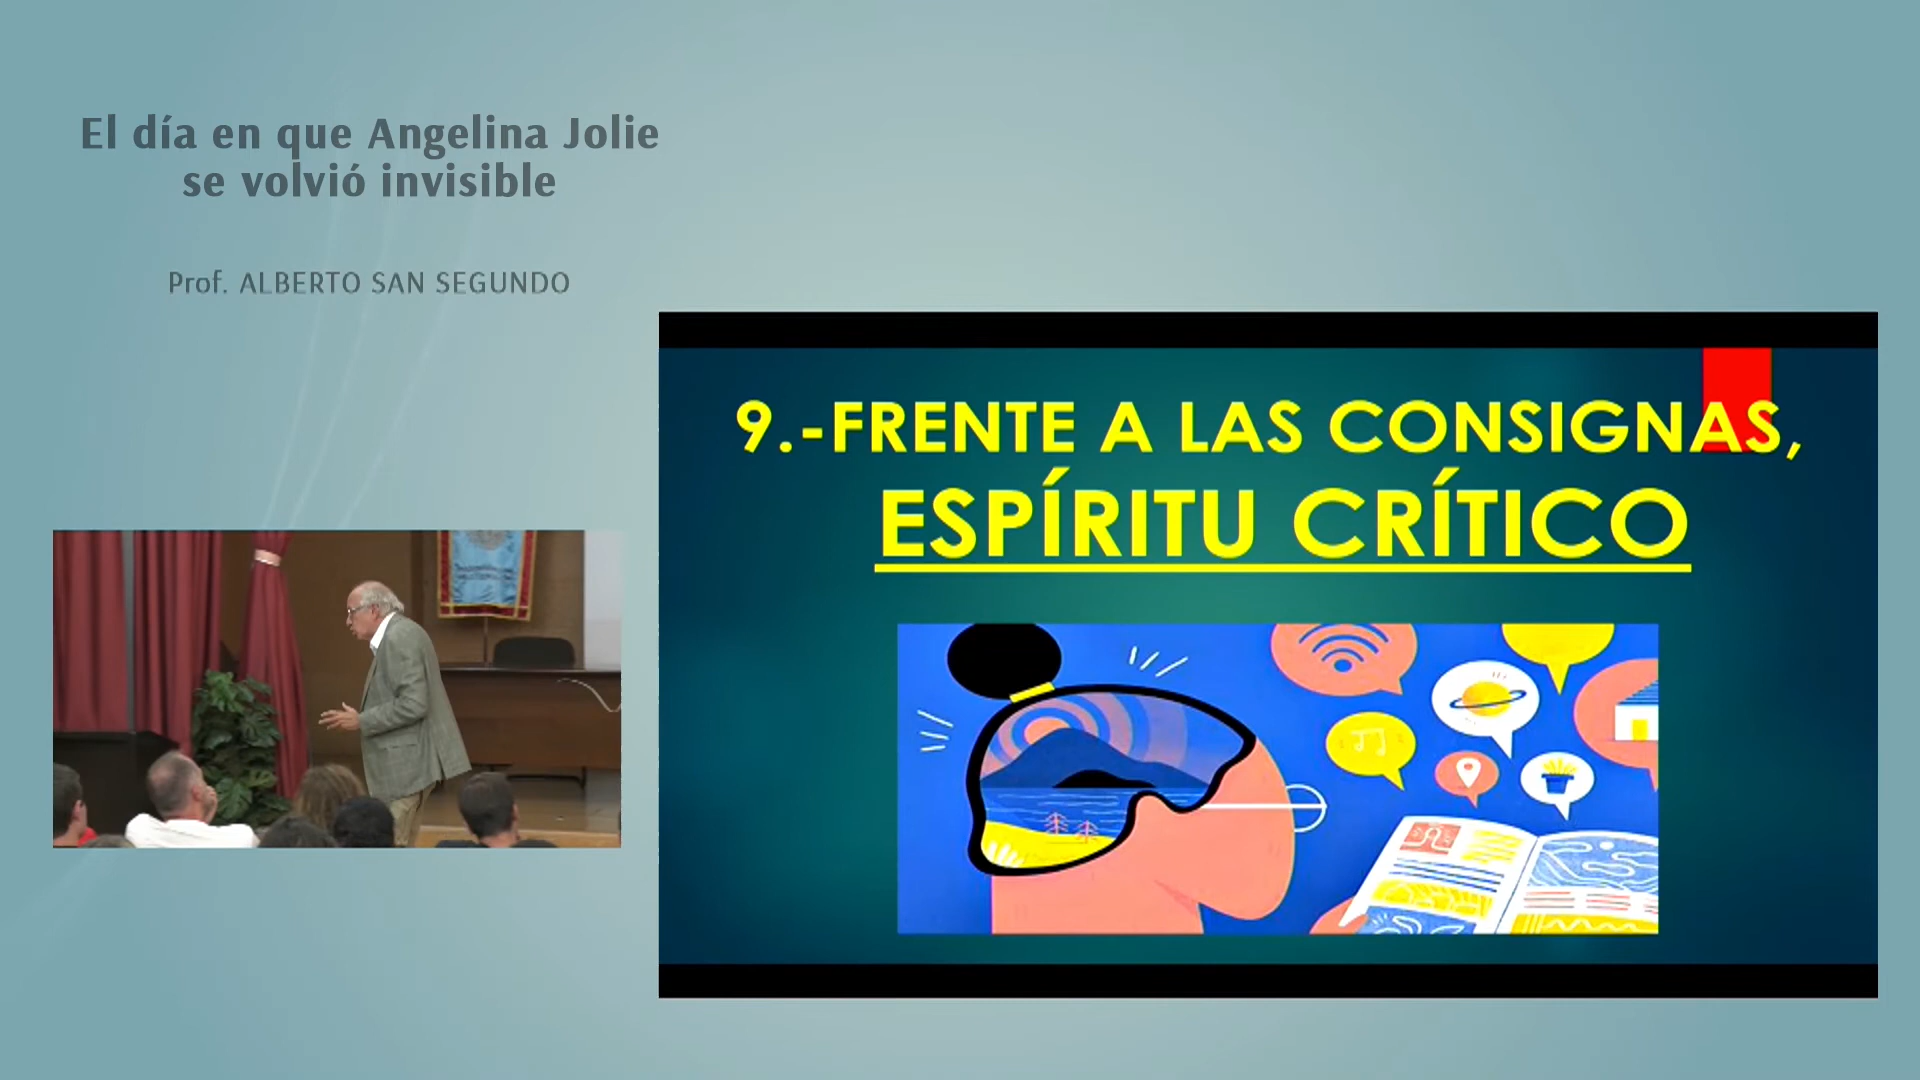 El día en que Angelina Jolie
se volvió invisible
Prof. ALBERTO SAN SEGUNDO
9.-FRENTE A LAS CONSIGNAS,
ESPÍRITU CRÍTICO